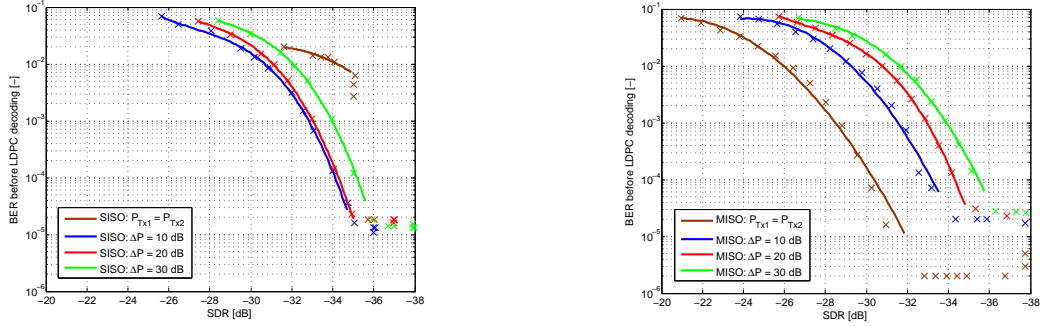 10^−1
10^−2
10^−3
10^−4
10^−5
10^−6
BER before LDPC decoding [−]
SISO: P_Tx1 = P_Tx2
SISO: ΔP = 10 dB
SISO: ΔP = 20 dB
SISO: ΔP = 30 dB
−20 −22 −24 −26 −28 −30 −32 −34 −36 −38
SDR [dB]
10^−1
10^−2
10^−3
10^−4
10^−5
10^−6
BER before LDPC decoding [−]
MISO: P_Tx1 = P_Tx2
MISO: ΔP = 10 dB
MISO: ΔP = 20 dB
MISO: ΔP = 30 dB
−20 −22 −24 −26 −28 −30 −32 −34 −36 −38
SDR [dB]